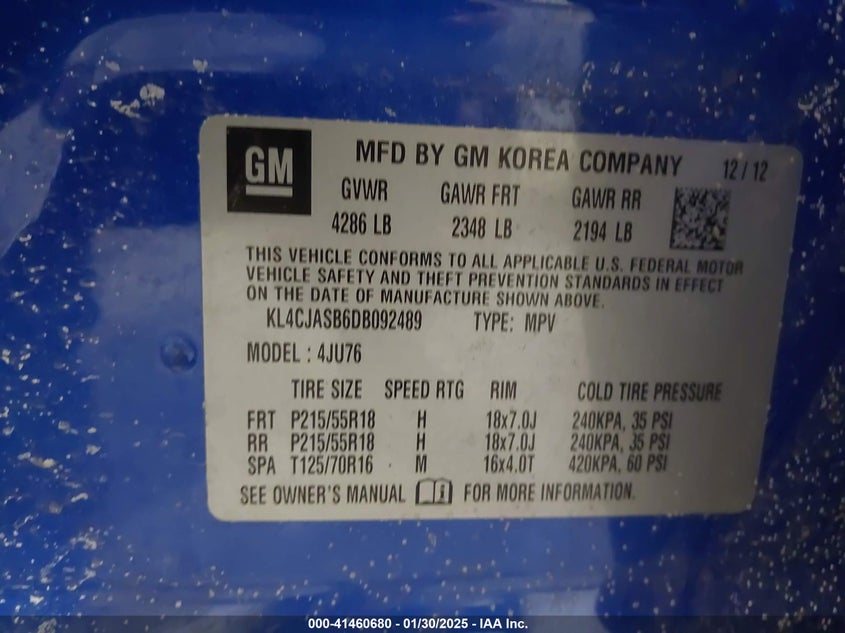 GM
MFD BY GM KOREA COMPANY 12/12
GVWR GAWR FRT GAWR RR
4286 LB 2348 LB 2194 LB
THIS VEHICLE CONFORMS TO ALL APPLICABLE U.S. FEDERAL MOTOR
VEHICLE SAFETY AND THEFT PREVENTION STANDARDS IN EFFECT
ON THE DATE OF MANUFACTURE SHOWN ABOVE.
KL4CJASB6DB092489 TYPE: MPV
MODEL : 4JU76
TIRE SIZE SPEED RTG RIM COLD TIRE PRESSURE
FRT P215/55R18 H 18x7.0J 240KPA, 35 PSI
RR P215/55R18 H 18x7.0J 240KPA, 35 PSI
SPA T125/70R16 M 16x4.0T 420KPA, 60 PSI
SEE OWNER'S MANUAL i FOR MORE INFORMATION.
000-41460680 - 01/30/2025 - IAA Inc.